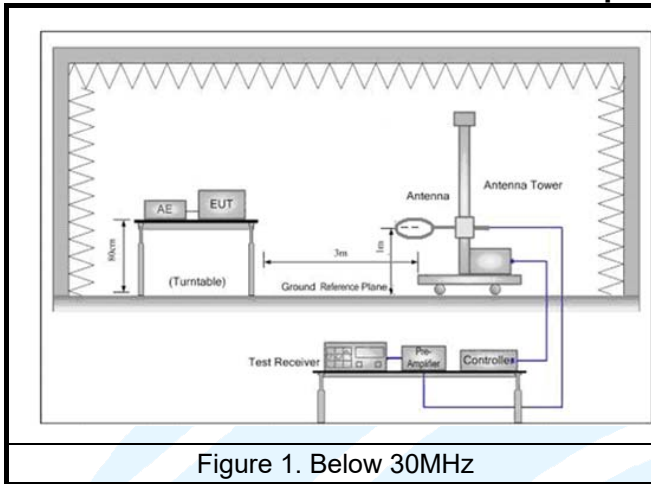 Antenna
Antenna Tower
AE
EUT
80cm
(Turntable)
3m
1m
Ground Reference Plane
Test Receiver
Pre-
Amplifier
Controller
Figure 1. Below 30MHz